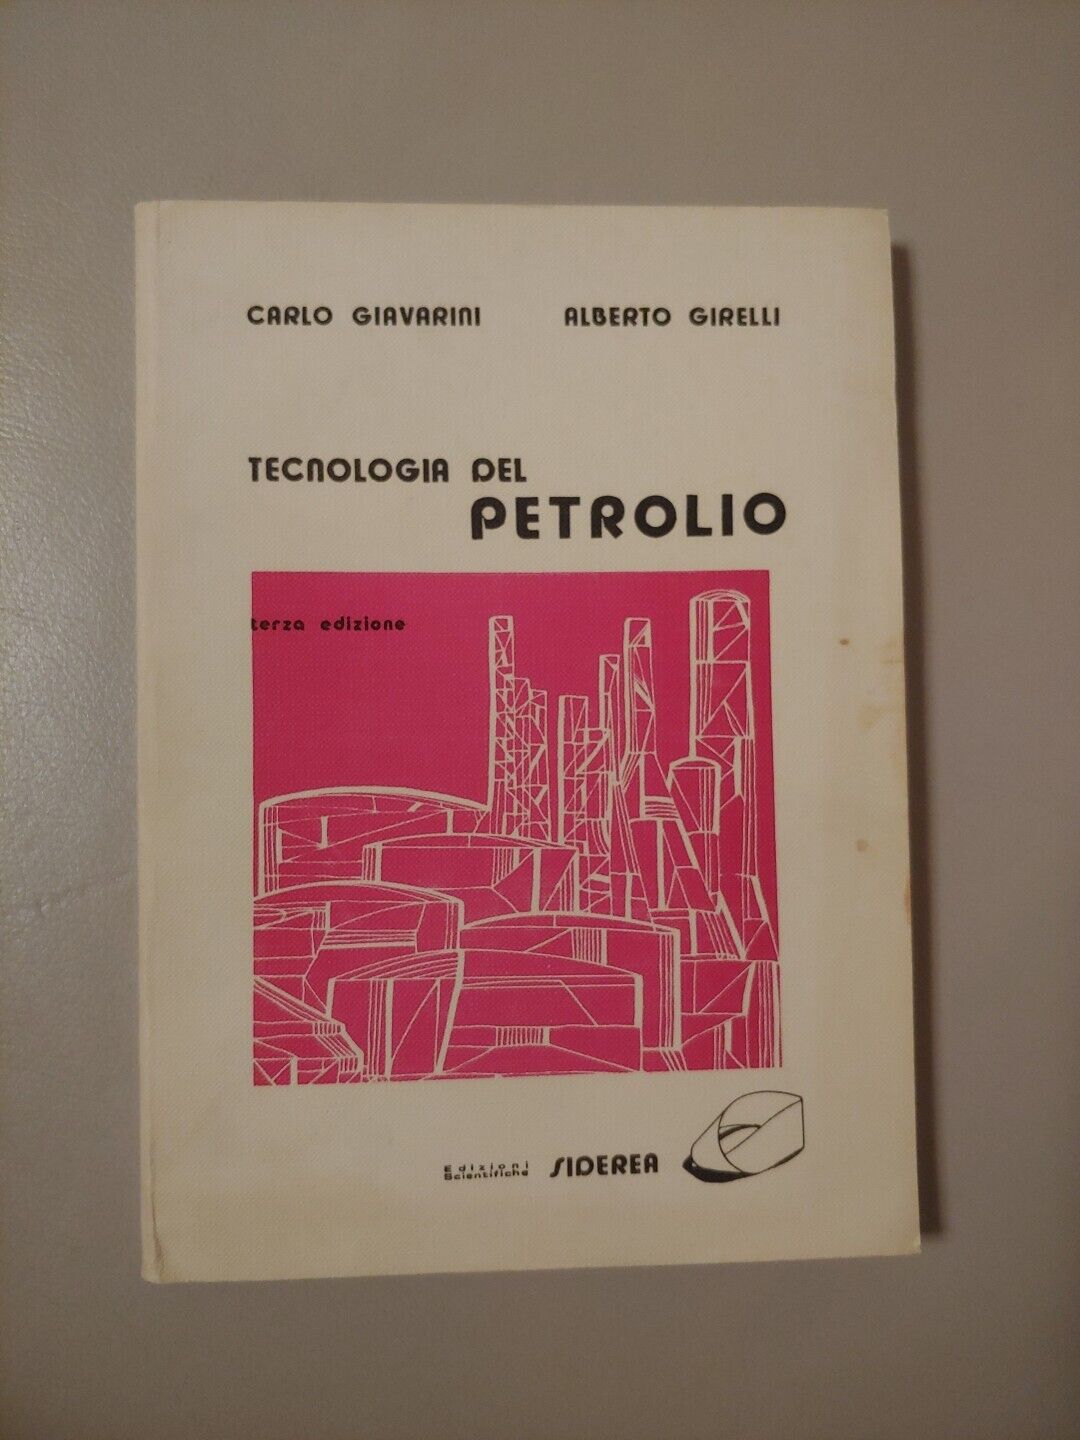 CARLO GIAVARINI ALBERTO GIRELLI
TECNOLOGIA DEL
PETROLIO
terza edizione
Edizioni
Scientifiche
SIDEREA